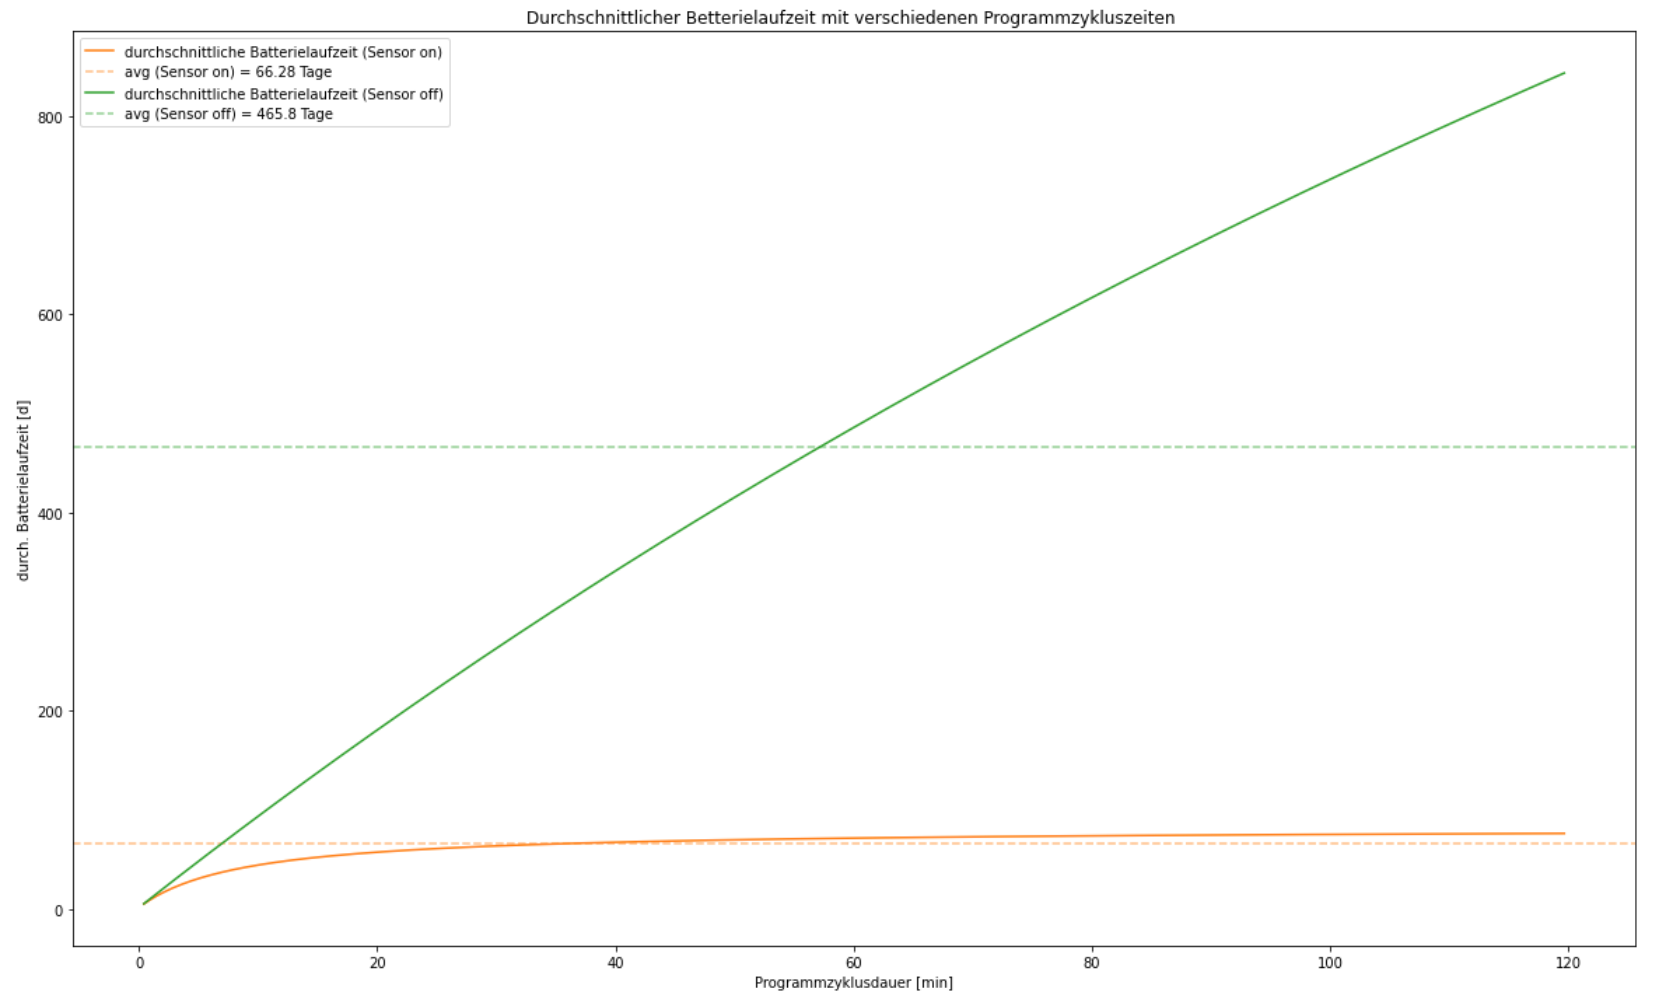 Durchschnittlicher Betterielaufzeit mit verschiedenen Programmzykluszeiten
durchschnittliche Batterielaufzeit (Sensor on)
avg (Sensor on) = 66.28 Tage
durchschnittliche Batterielaufzeit (Sensor off)
avg (Sensor off) = 465.8 Tage
800
600
400
200
0
durch. Batterielaufzeit [d]
0 20 40 60 80 100 120
Programmzyklusdauer [min]